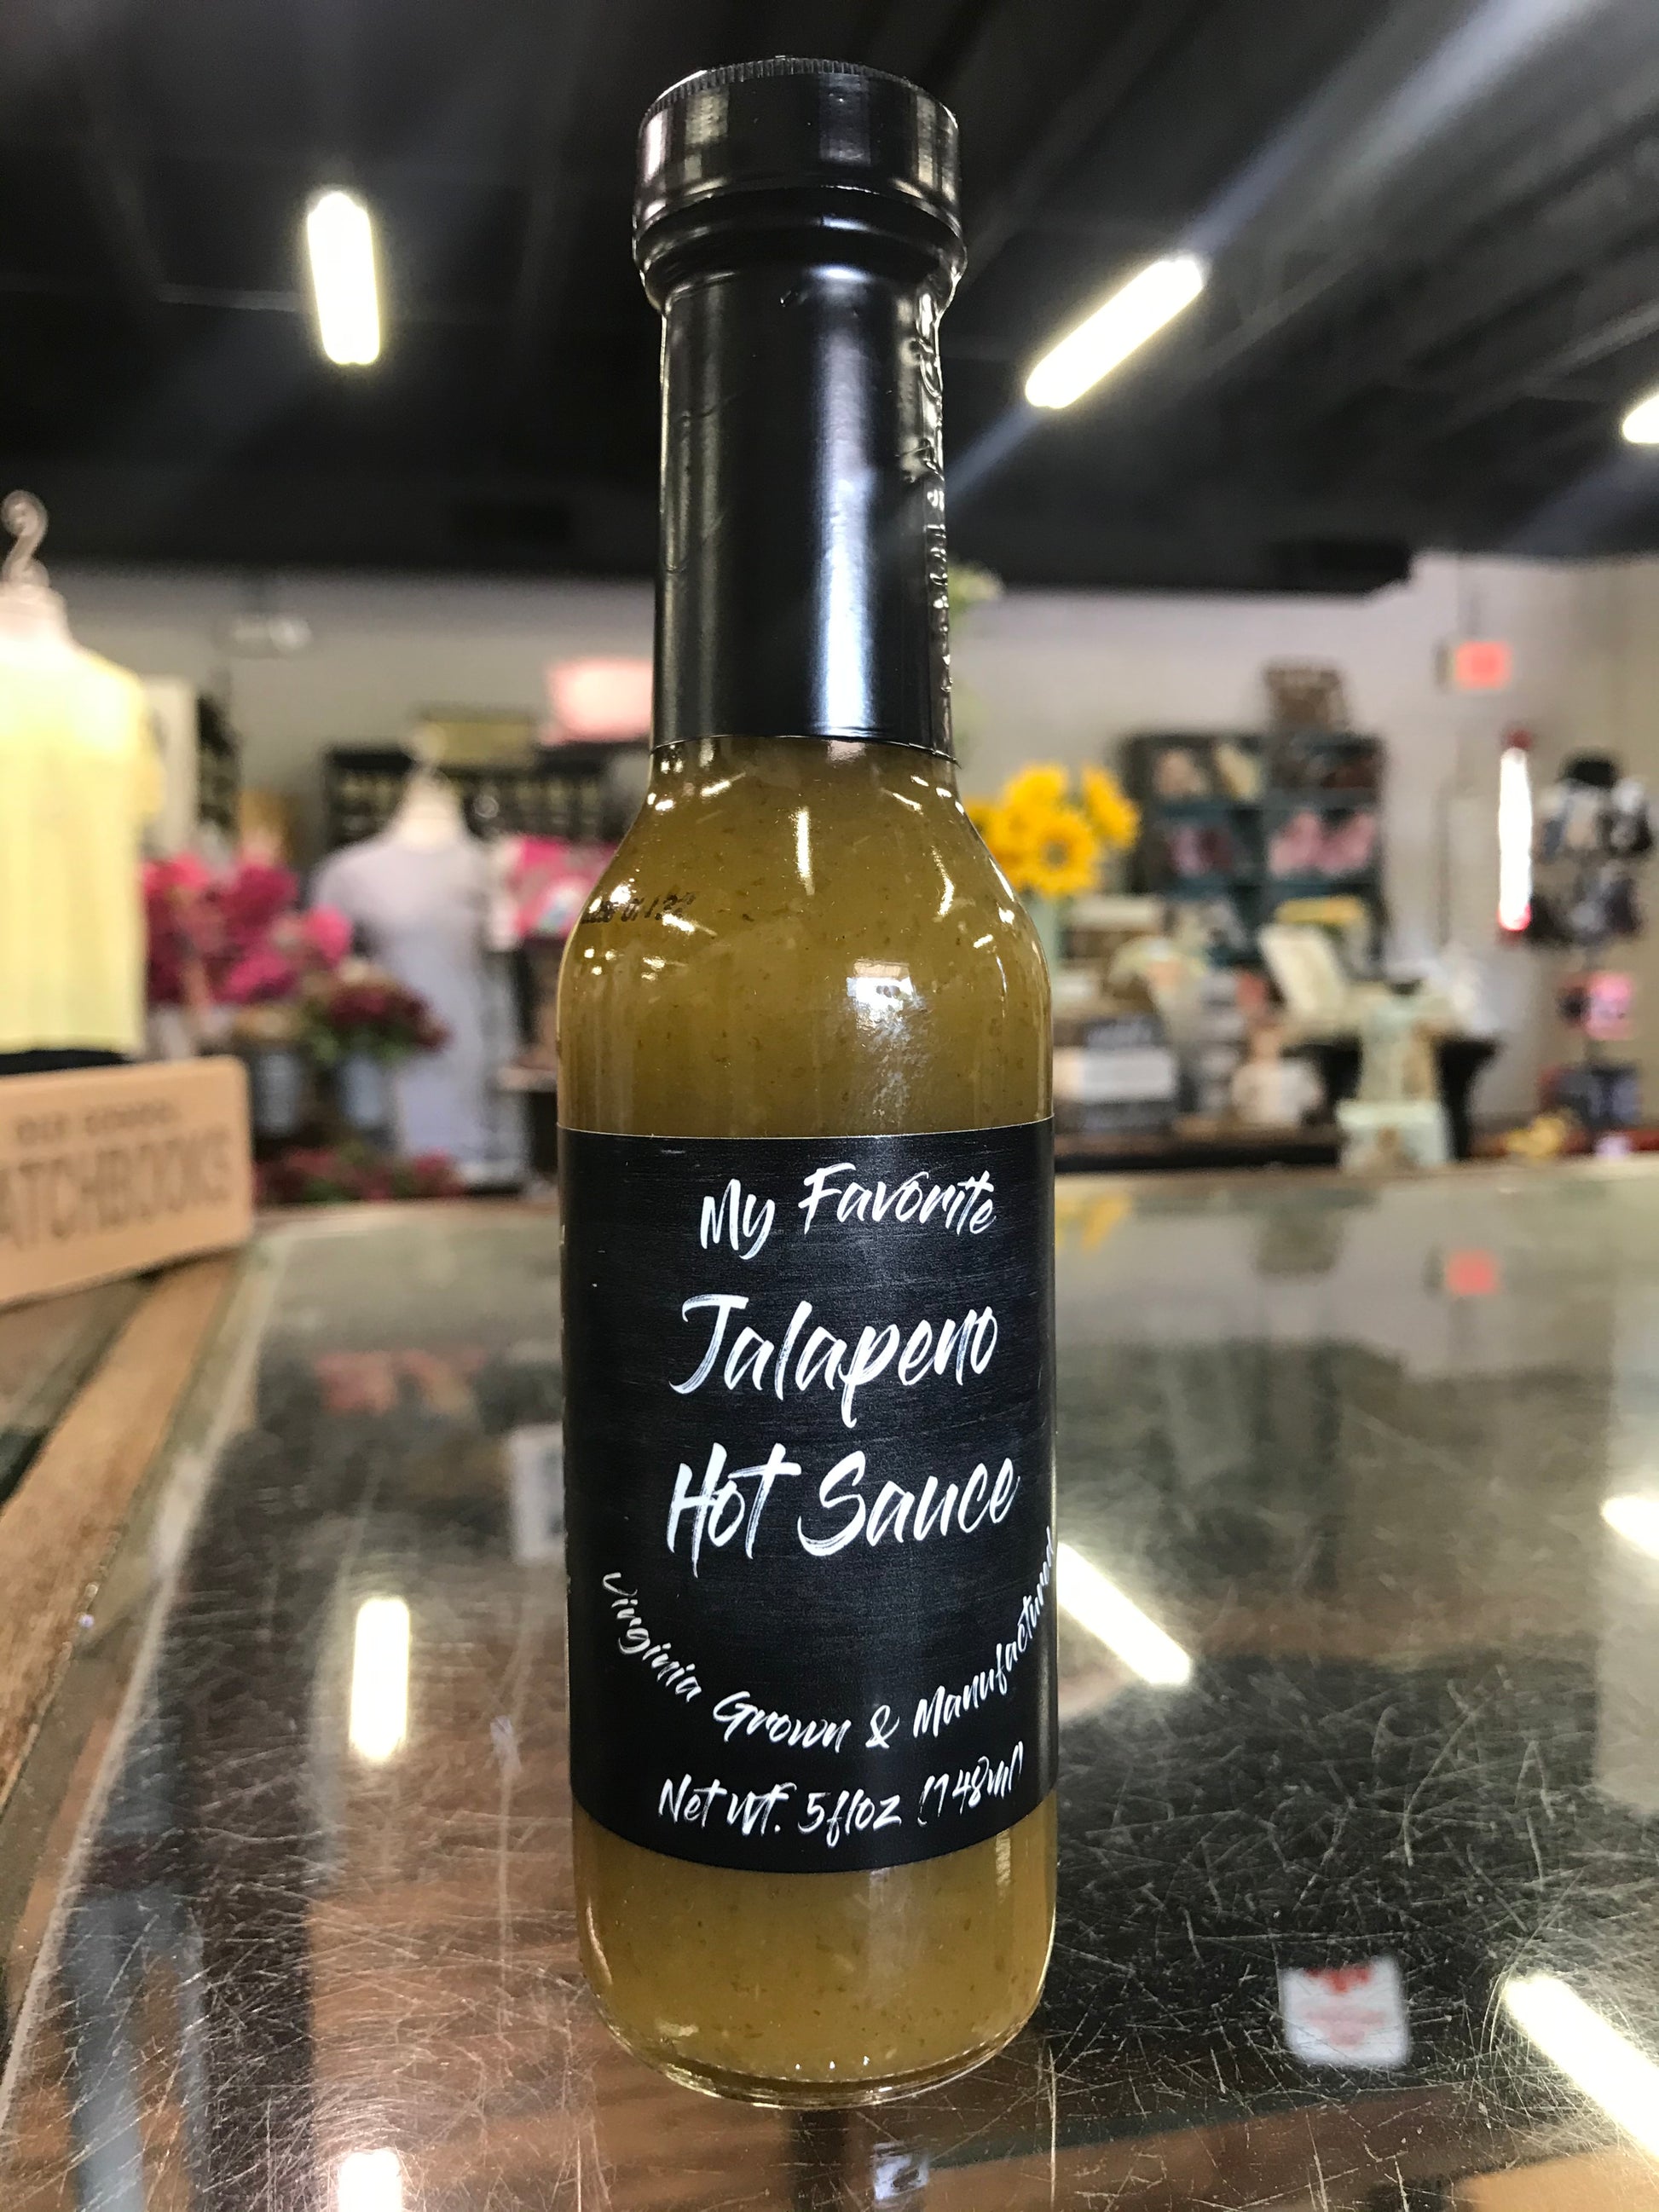 My Favorite
Jalapeno
Hot Sauce
Virginia Grown & Manufactured
Net Wt. 5floz (148ml)